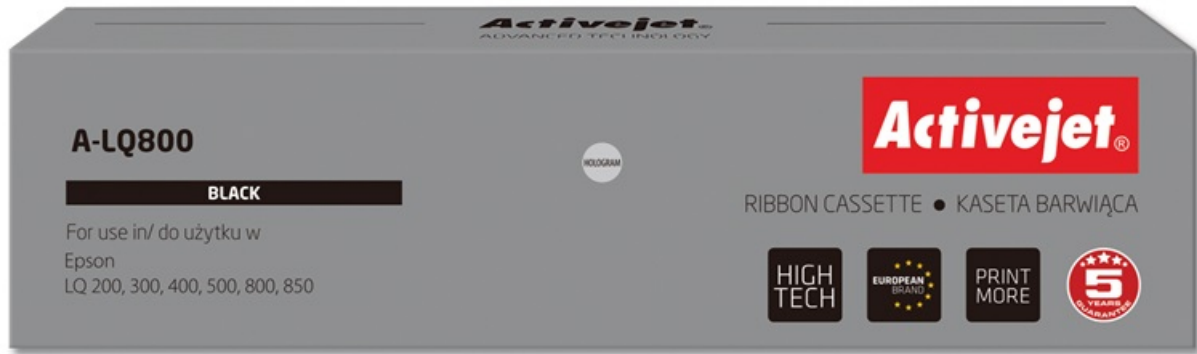 Activejet®
ADVANCED TECHNOLOGY
A-LQ800
BLACK
For use in/ do użytku w
Epson
LQ 200, 300, 400, 500, 800, 850
HOLOGRAM
Activejet®
RIBBON CASSETTE ● KASETA BARWIĄCA
HIGH
TECH
EUROPEAN
BRAND
PRINT
MORE
5
YEARS
GUARANTEE